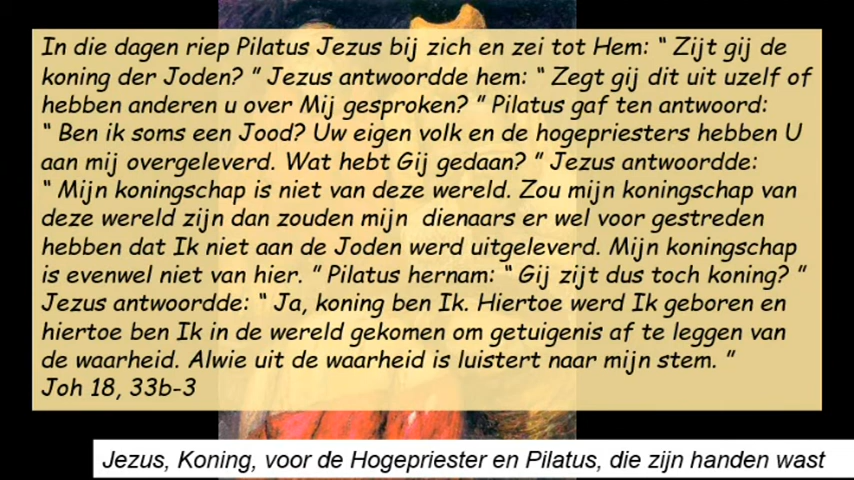 In die dagen riep Pilatus Jezus bij zich en zei tot Hem: “ Zijt gij de
koning der Joden? ” Jezus antwoordde hem: “ Zegt gij dit uit uzelf of
hebben anderen u over Mij gesproken? ” Pilatus gaf ten antwoord:
“ Ben ik soms een Jood? Uw eigen volk en de hogepriesters hebben U
aan mij overgeleverd. Wat hebt Gij gedaan? ” Jezus antwoordde:
“ Mijn koningschap is niet van deze wereld. Zou mijn koningschap van
deze wereld zijn dan zouden mijn  dienaars er wel voor gestreden
hebben dat Ik niet aan de Joden werd uitgeleverd. Mijn koningschap
is evenwel niet van hier. ” Pilatus hernam: “ Gij zijt dus toch koning? ”
Jezus antwoordde: “ Ja, koning ben Ik. Hiertoe werd Ik geboren en
hiertoe ben Ik in de wereld gekomen om getuigenis af te leggen van
de waarheid. Alwie uit de waarheid is luistert naar mijn stem. ”
Joh 18, 33b-3
Jezus, Koning, voor de Hogepriester en Pilatus, die zijn handen wast